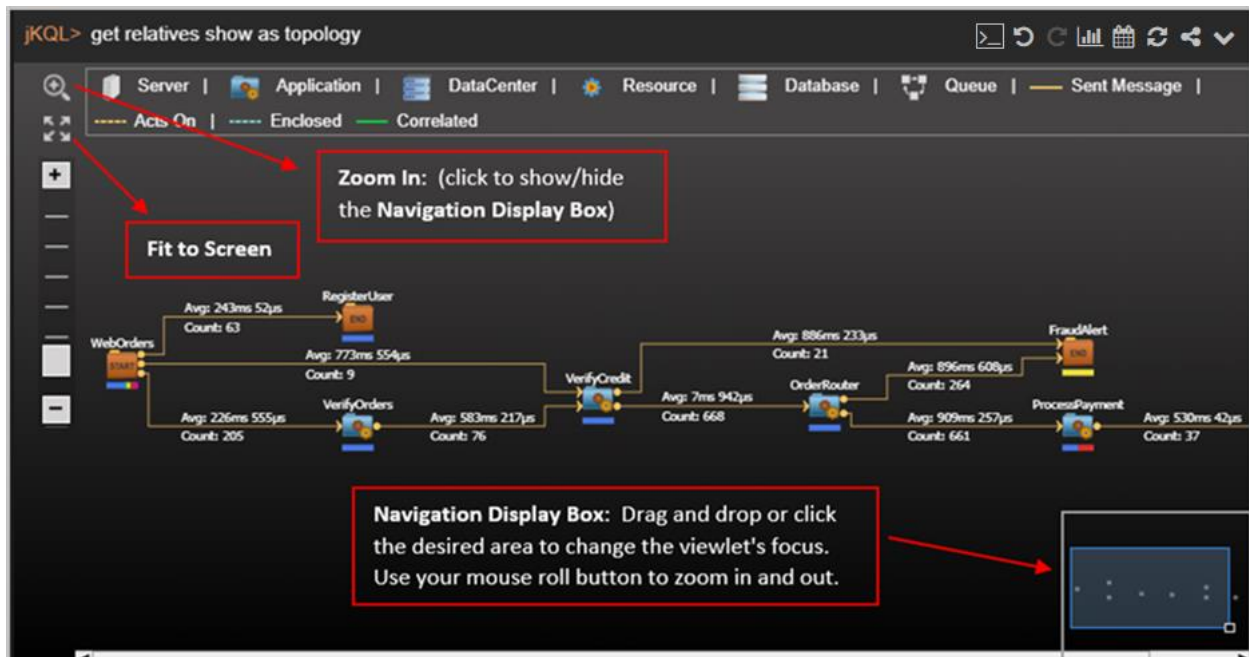 jKQL> get relatives show as topology
Server | Application | DataCenter | Resource | Database | Queue | Sent Message |
Acts On | Enclosed Correlated
Zoom In: (click to show/hide
the Navigation Display Box)
Fit to Screen
RegisterUser
END
Avg: 243ms 52µs
Count: 63
WebOrders
START
Avg: 773ms 554µs
Count: 9
Avg: 226ms 555µs
Count: 205
VerifyOrders
Avg: 583ms 217µs
Count: 76
VerifyCredit
Avg: 886ms 233µs
Count: 21
Avg: 7ms 942µs
Count: 668
OrderRouter
Avg: 896ms 608µs
Count: 264
FraudAlert
END
Avg: 909ms 257µs
Count: 661
ProcessPayment
Avg: 530ms 42µs
Count: 37
Navigation Display Box: Drag and drop or click
the desired area to change the viewlet's focus.
Use your mouse roll button to zoom in and out.